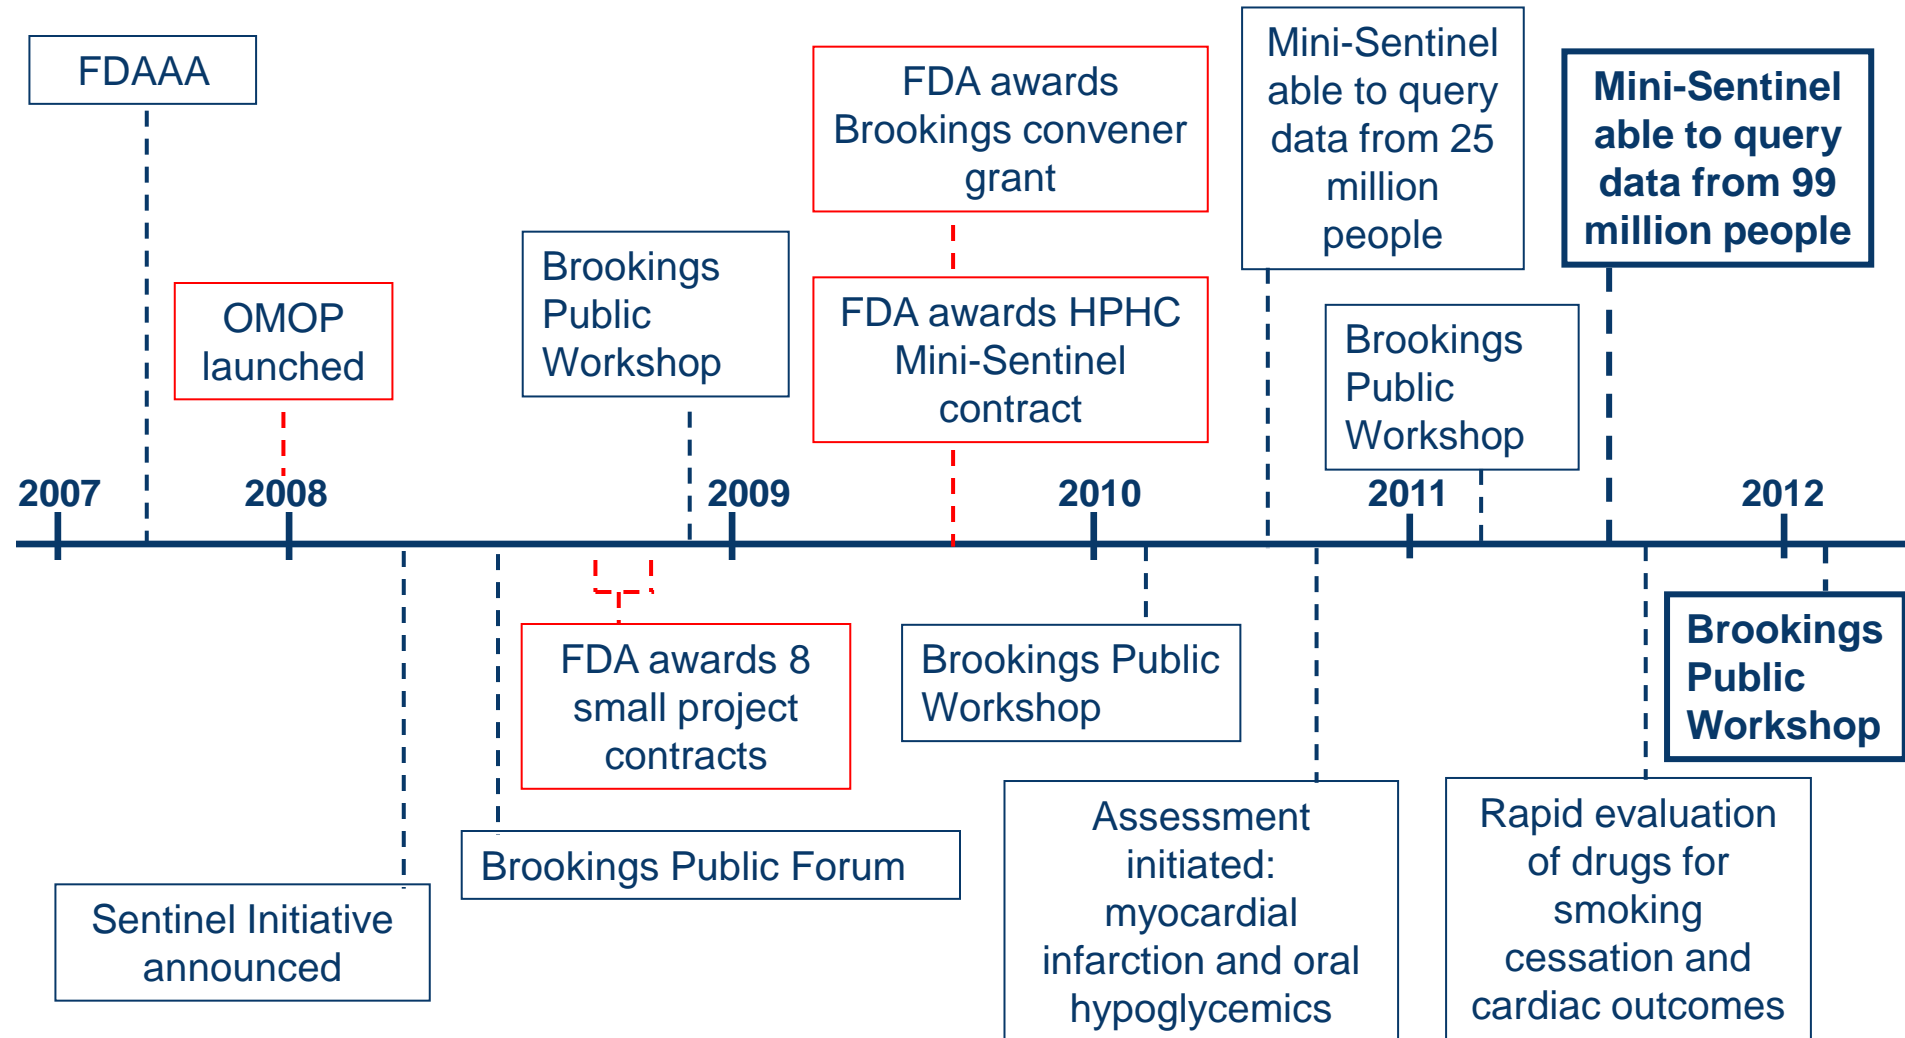 FDAAA
OMOP
launched
Brookings
Public
Workshop
FDA awards
Brookings convener
grant
FDA awards HPHC
Mini-Sentinel
contract
Mini-Sentinel
able to query
data from 25
million
people
Brookings
Public
Workshop
Mini-Sentinel
able to query
data from 99
million people
2007
2008
2009
2010
2011
2012
Sentinel Initiative
announced
Brookings Public Forum
FDA awards 8
small project
contracts
Brookings Public
Workshop
Assessment
initiated:
myocardial
infarction and oral
hypoglycemics
Rapid evaluation
of drugs for
smoking
cessation and
cardiac outcomes
Brookings
Public
Workshop